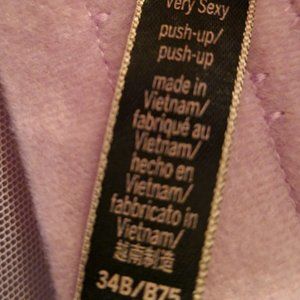 Very Sexy
push-up/
push-up
made in
Vietnam/
fabriqué au
Vietnam/
hecho en
Vietnam/
fabbricato in
Vietnam/
越南制造
34B/B75